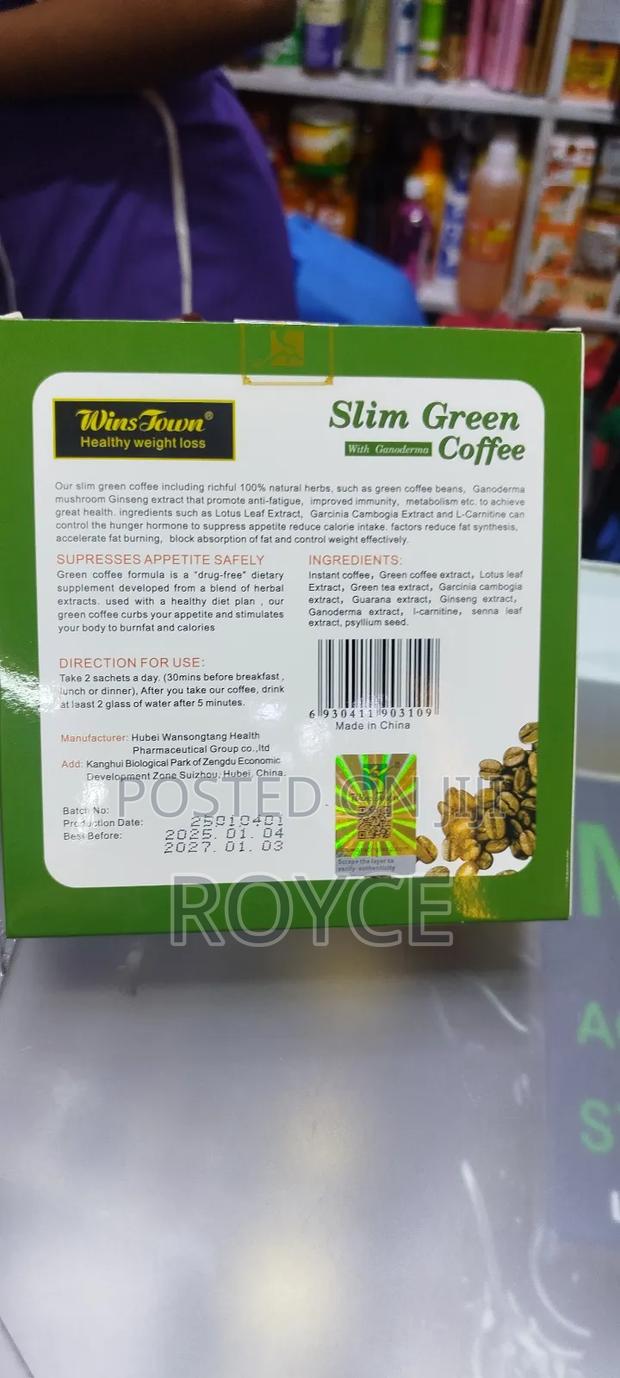 Wins Town®
Healthy weight loss
Slim Green
With Ganoderma Coffee
Our slim green coffee including richful 100% natural herbs, such as green coffee beans, Ganoderma
mushroom Ginseng extract that promote anti-fatigue, improved immunity, metabolism etc. to achieve
great health. ingredients such as Lotus Leaf Extract, Garcinia Cambogia Extract and L-Carnitine can
control the hunger hormone to suppress appetite reduce calorie intake. factors reduce fat synthesis,
accelerate fat burning, block absorption of fat and control weight effectively.
SUPRESSES APPETITE SAFELY
Green coffee formula is a "drug-free" dietary
supplement developed from a blend of herbal
extracts. used with a healthy diet plan , our
green coffee curbs your appetite and stimulates
your body to burnfat and calories
INGREDIENTS:
Instant coffee, Green coffee extract, Lotus leaf
Extract, Green tea extract, Garcinia cambogia
extract, Guarana extract, Ginseng extract,
Ganoderma extract, l-carnitine, senna leaf
extract, psyllium seed.
DIRECTION FOR USE:
Take 2 sachets a day. (30mins before breakfast ,
lunch or dinner), After you take our coffee, drink
at least 2 glass of water after 5 minutes.
6 930411 903109
Made in China
Manufacturer: Hubei Wansongtang Health
Pharmaceutical Group co.,ltd
Add: Kanghui Biological Park of Zengdu Economic
Development Zone Suizhou, Hubei, China.
Batch No:
Production Date:
Best Before:
25010401
2025. 01. 04
2027. 01. 03
Scrape the layer to
verify authenticity
POSTED ON JIJI
ROYCE